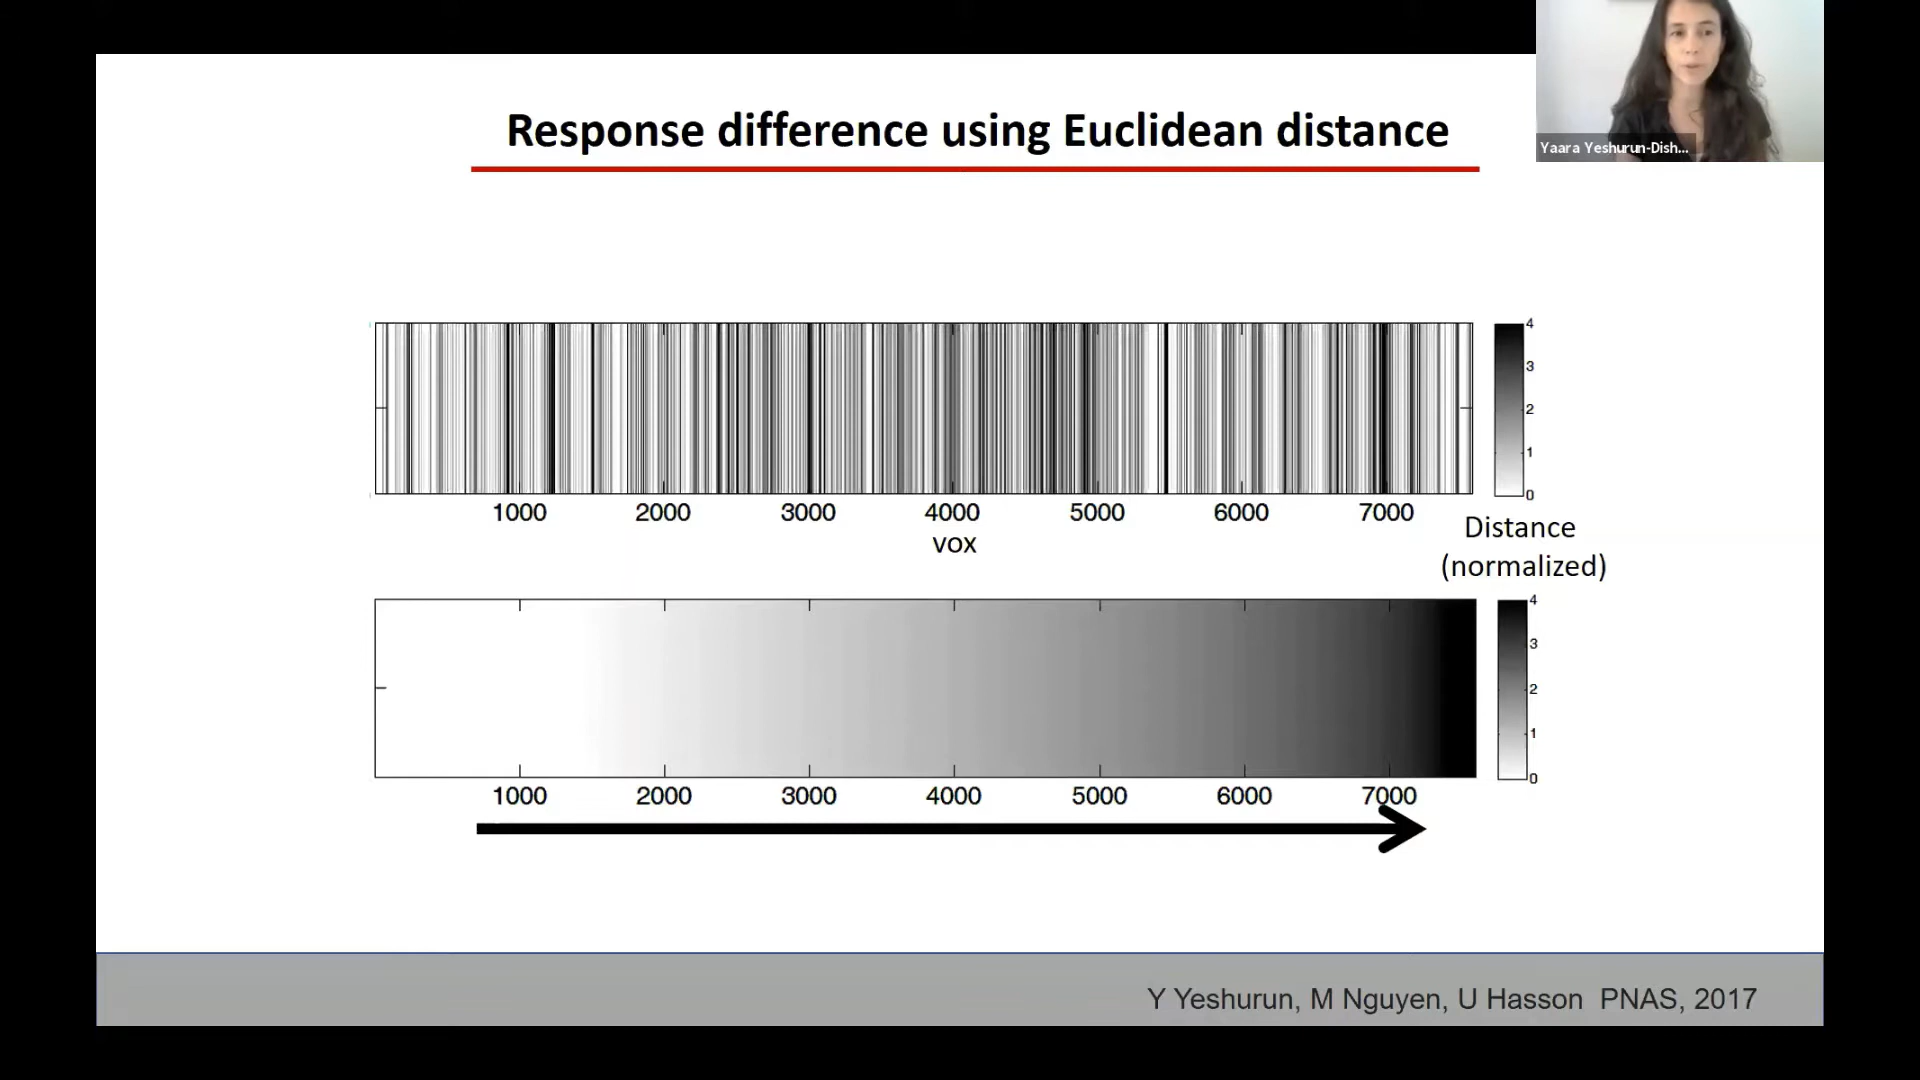 Response difference using Euclidean distance
Yaara Yeshurun-Dish...
4
3
2
1
0
1000 2000 3000 4000 5000 6000 7000
vox
Distance
(normalized)
4
3
2
1
0
1000 2000 3000 4000 5000 6000 7000
Y Yeshurun, M Nguyen, U Hasson PNAS, 2017